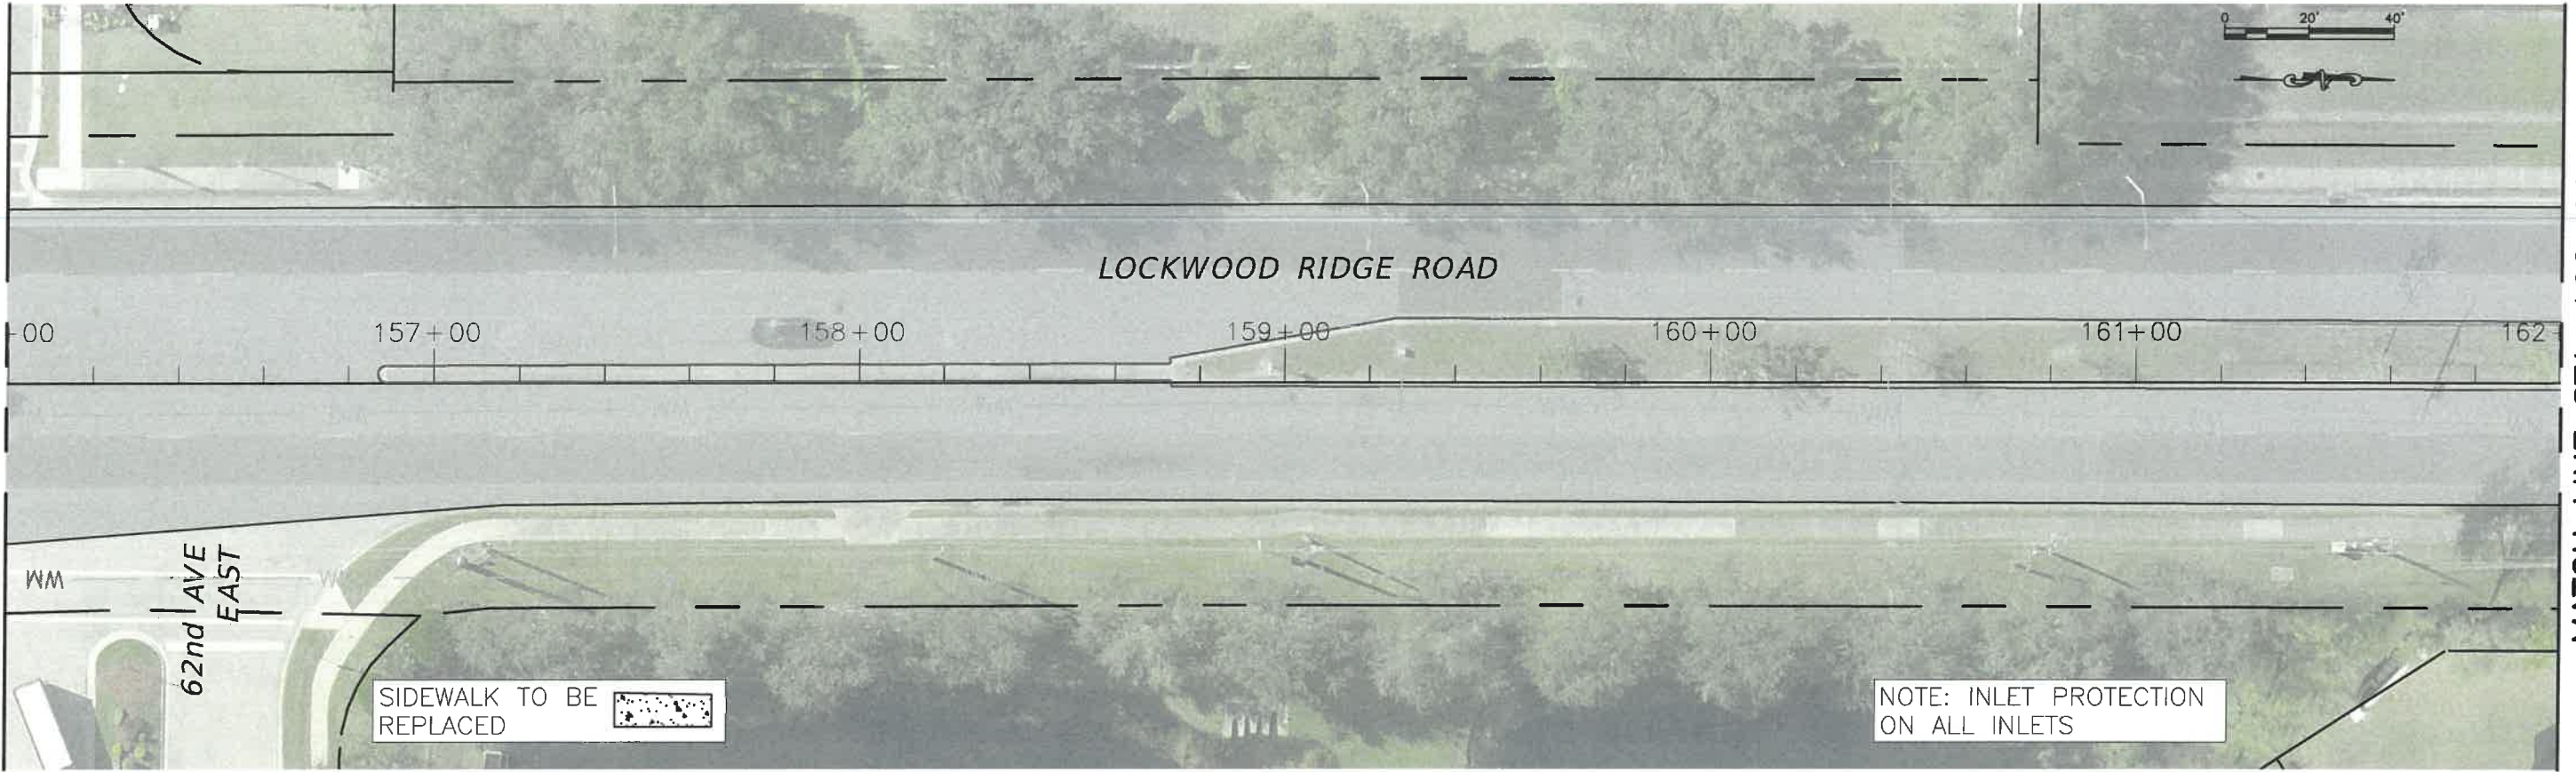 0 20' 40'
LOCKWOOD RIDGE ROAD
+00 157+00 158+00 159+00 160+00 161+00 162
WM
62nd AVE
EAST
SIDEWALK TO BE
REPLACED
NOTE: INLET PROTECTION
ON ALL INLETS